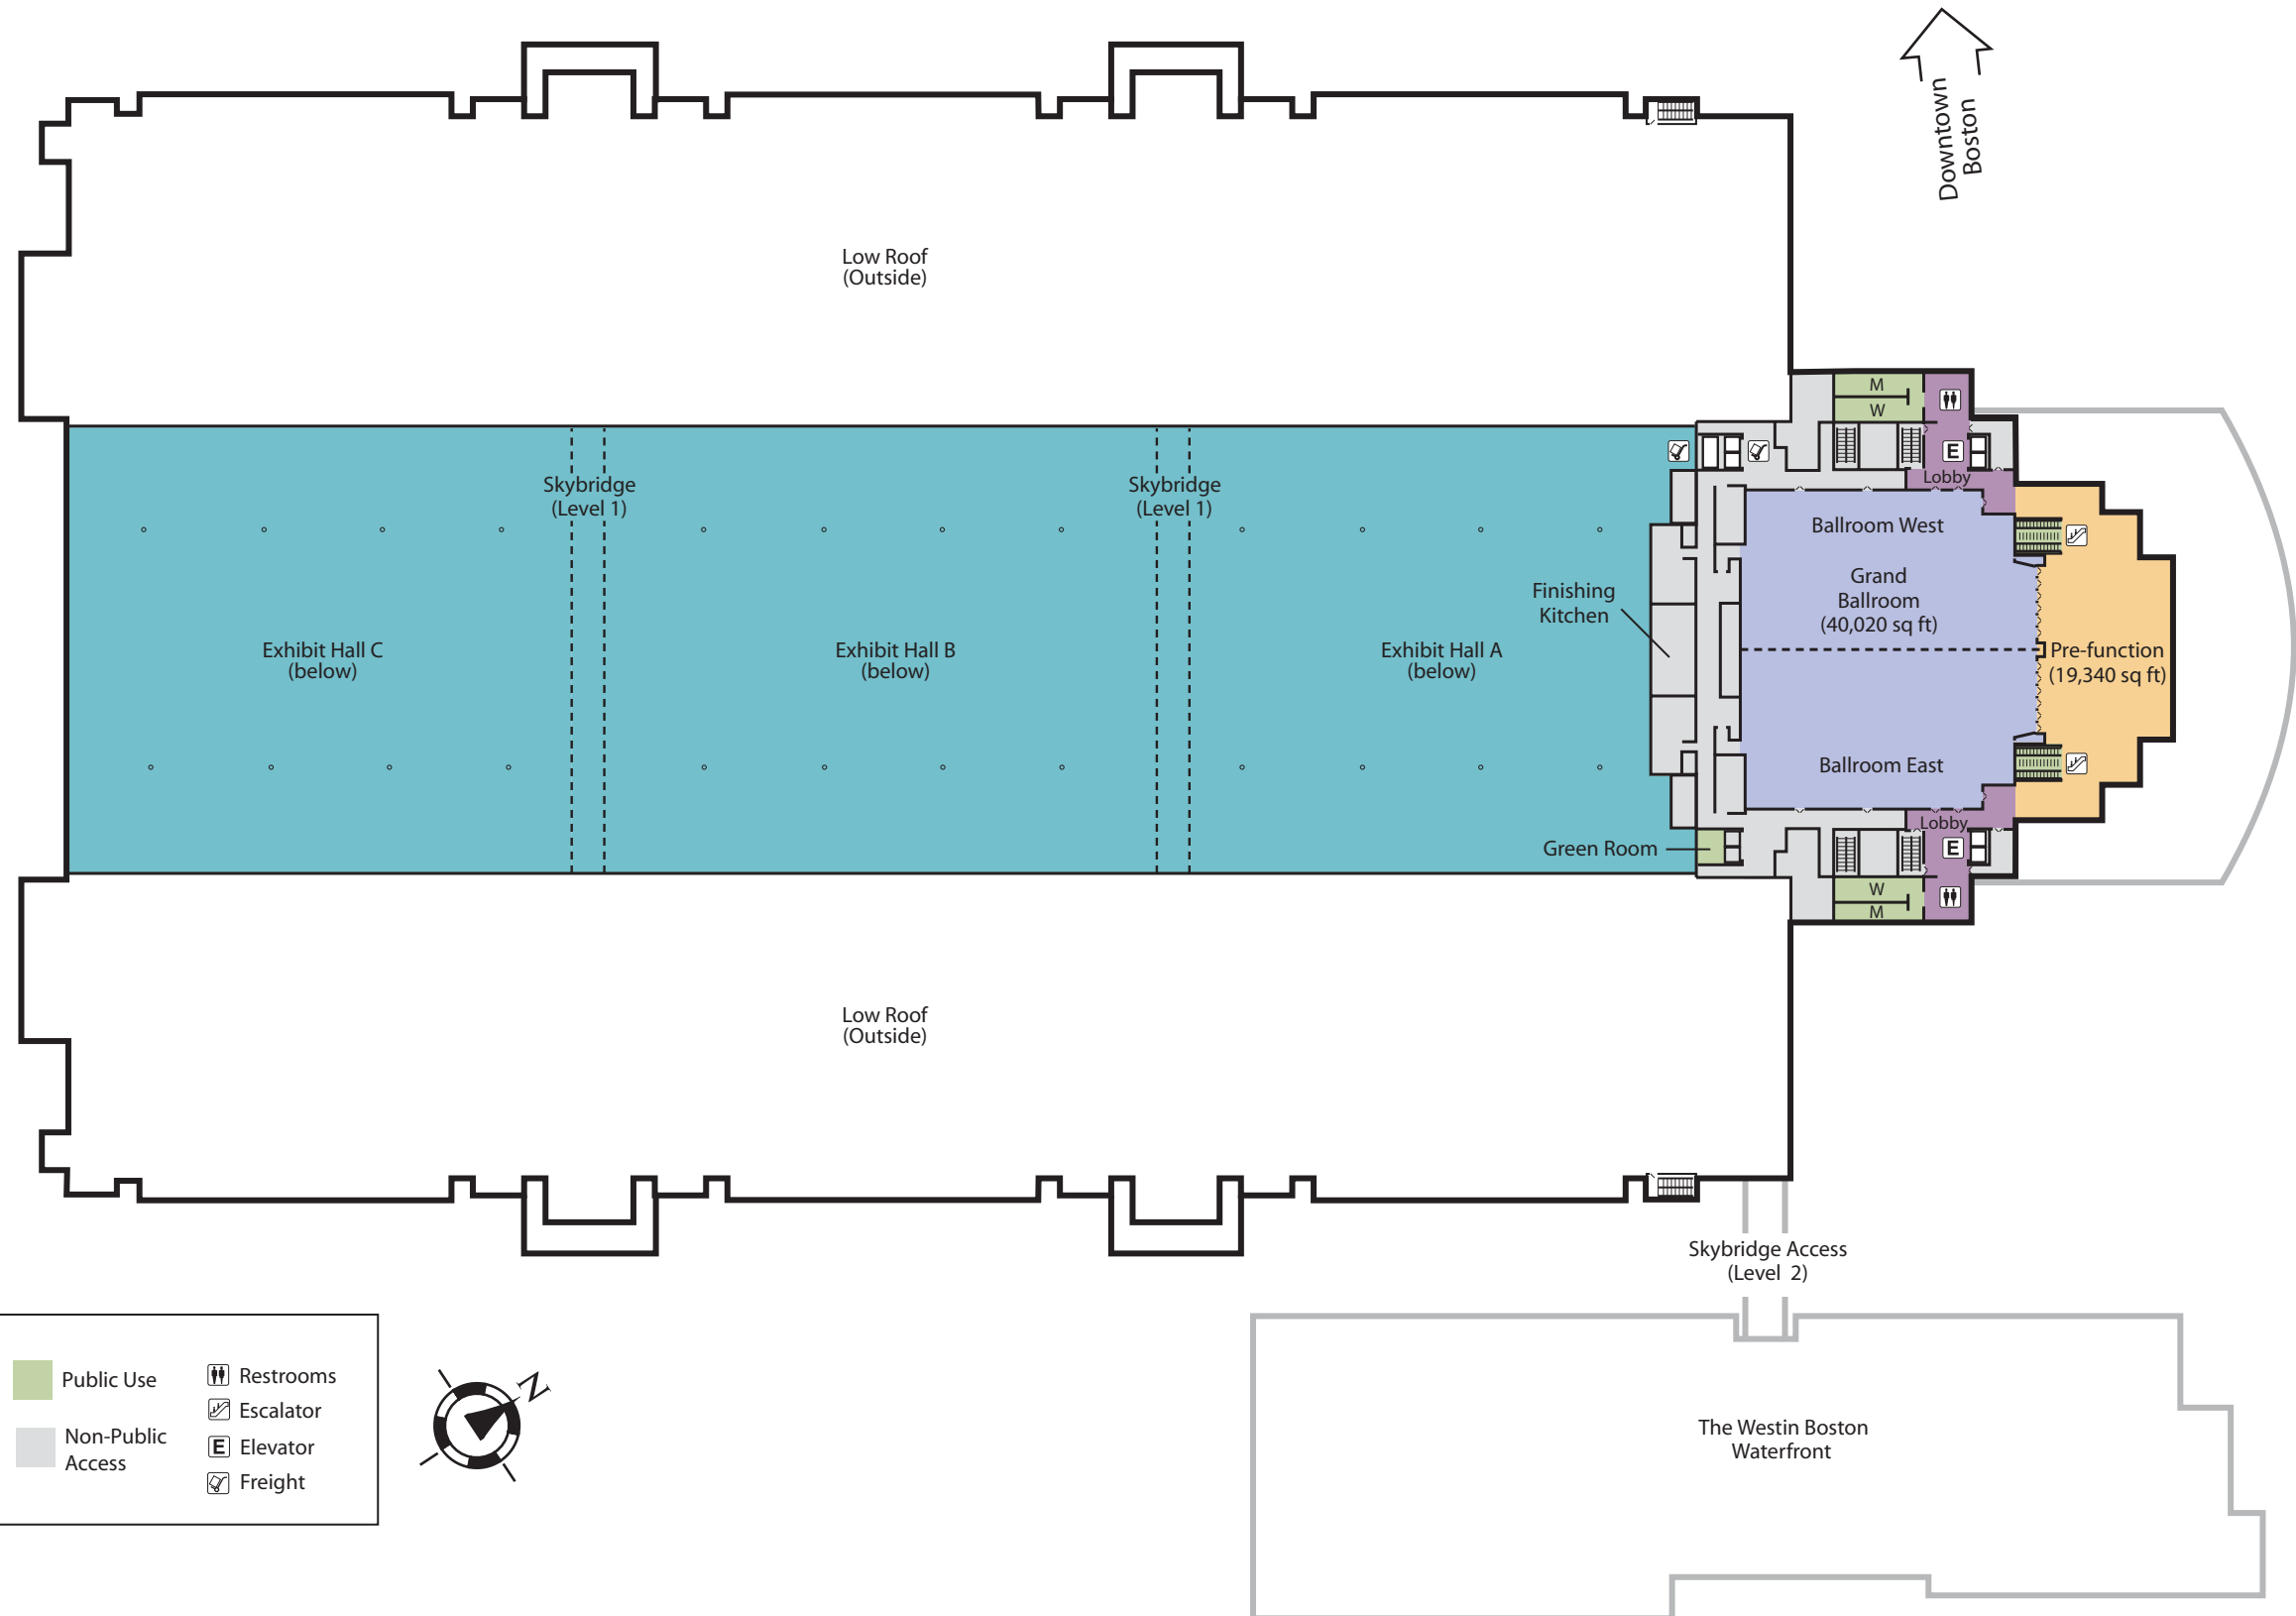 Downtown
Boston
Low Roof
(Outside)
M
W
E
Lobby
Skybridge
(Level 1)
Skybridge
(Level 1)
Ballroom West
Grand
Ballroom
(40,020 sq ft)
Finishing
Kitchen
Exhibit Hall C
(below)
Exhibit Hall B
(below)
Exhibit Hall A
(below)
Pre-function
(19,340 sq ft)
Ballroom East
Lobby
Green Room
E
W
M
Low Roof
(Outside)
Skybridge Access
(Level 2)
Public Use
Non-Public
Access
Restrooms
Escalator
E Elevator
Freight
N
The Westin Boston
Waterfront